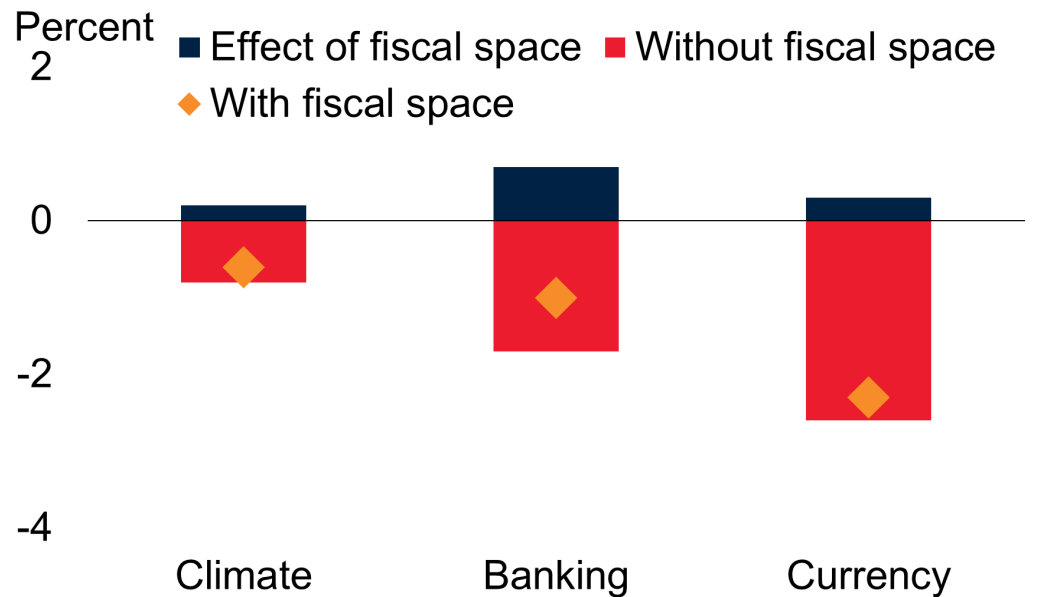 Percent
2
Effect of fiscal space Without fiscal space
With fiscal space
0
-2
-4
Climate Banking Currency